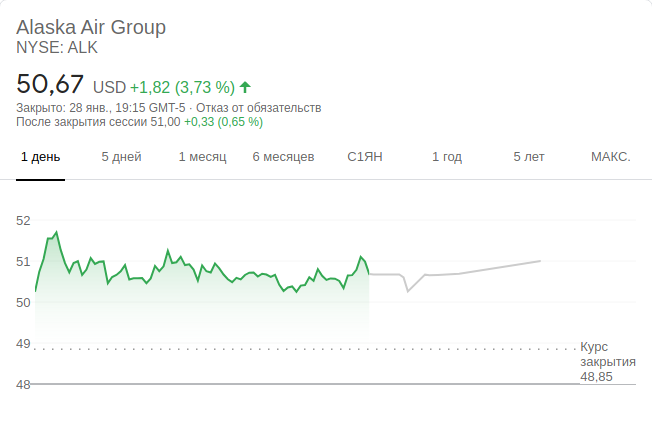 Alaska Air Group
NYSE: ALK
50,67 USD +1,82 (3,73 %)
Закрыто: 28 янв., 19:15 GMT-5 · Отказ от обязательств
После закрытия сессии 51,00 +0,33 (0,65 %)
1 день 5 дней 1 месяц 6 месяцев С1ЯН 1 год 5 лет МАКС.
52
51
50
49
Курс
закрытия
48,85
48